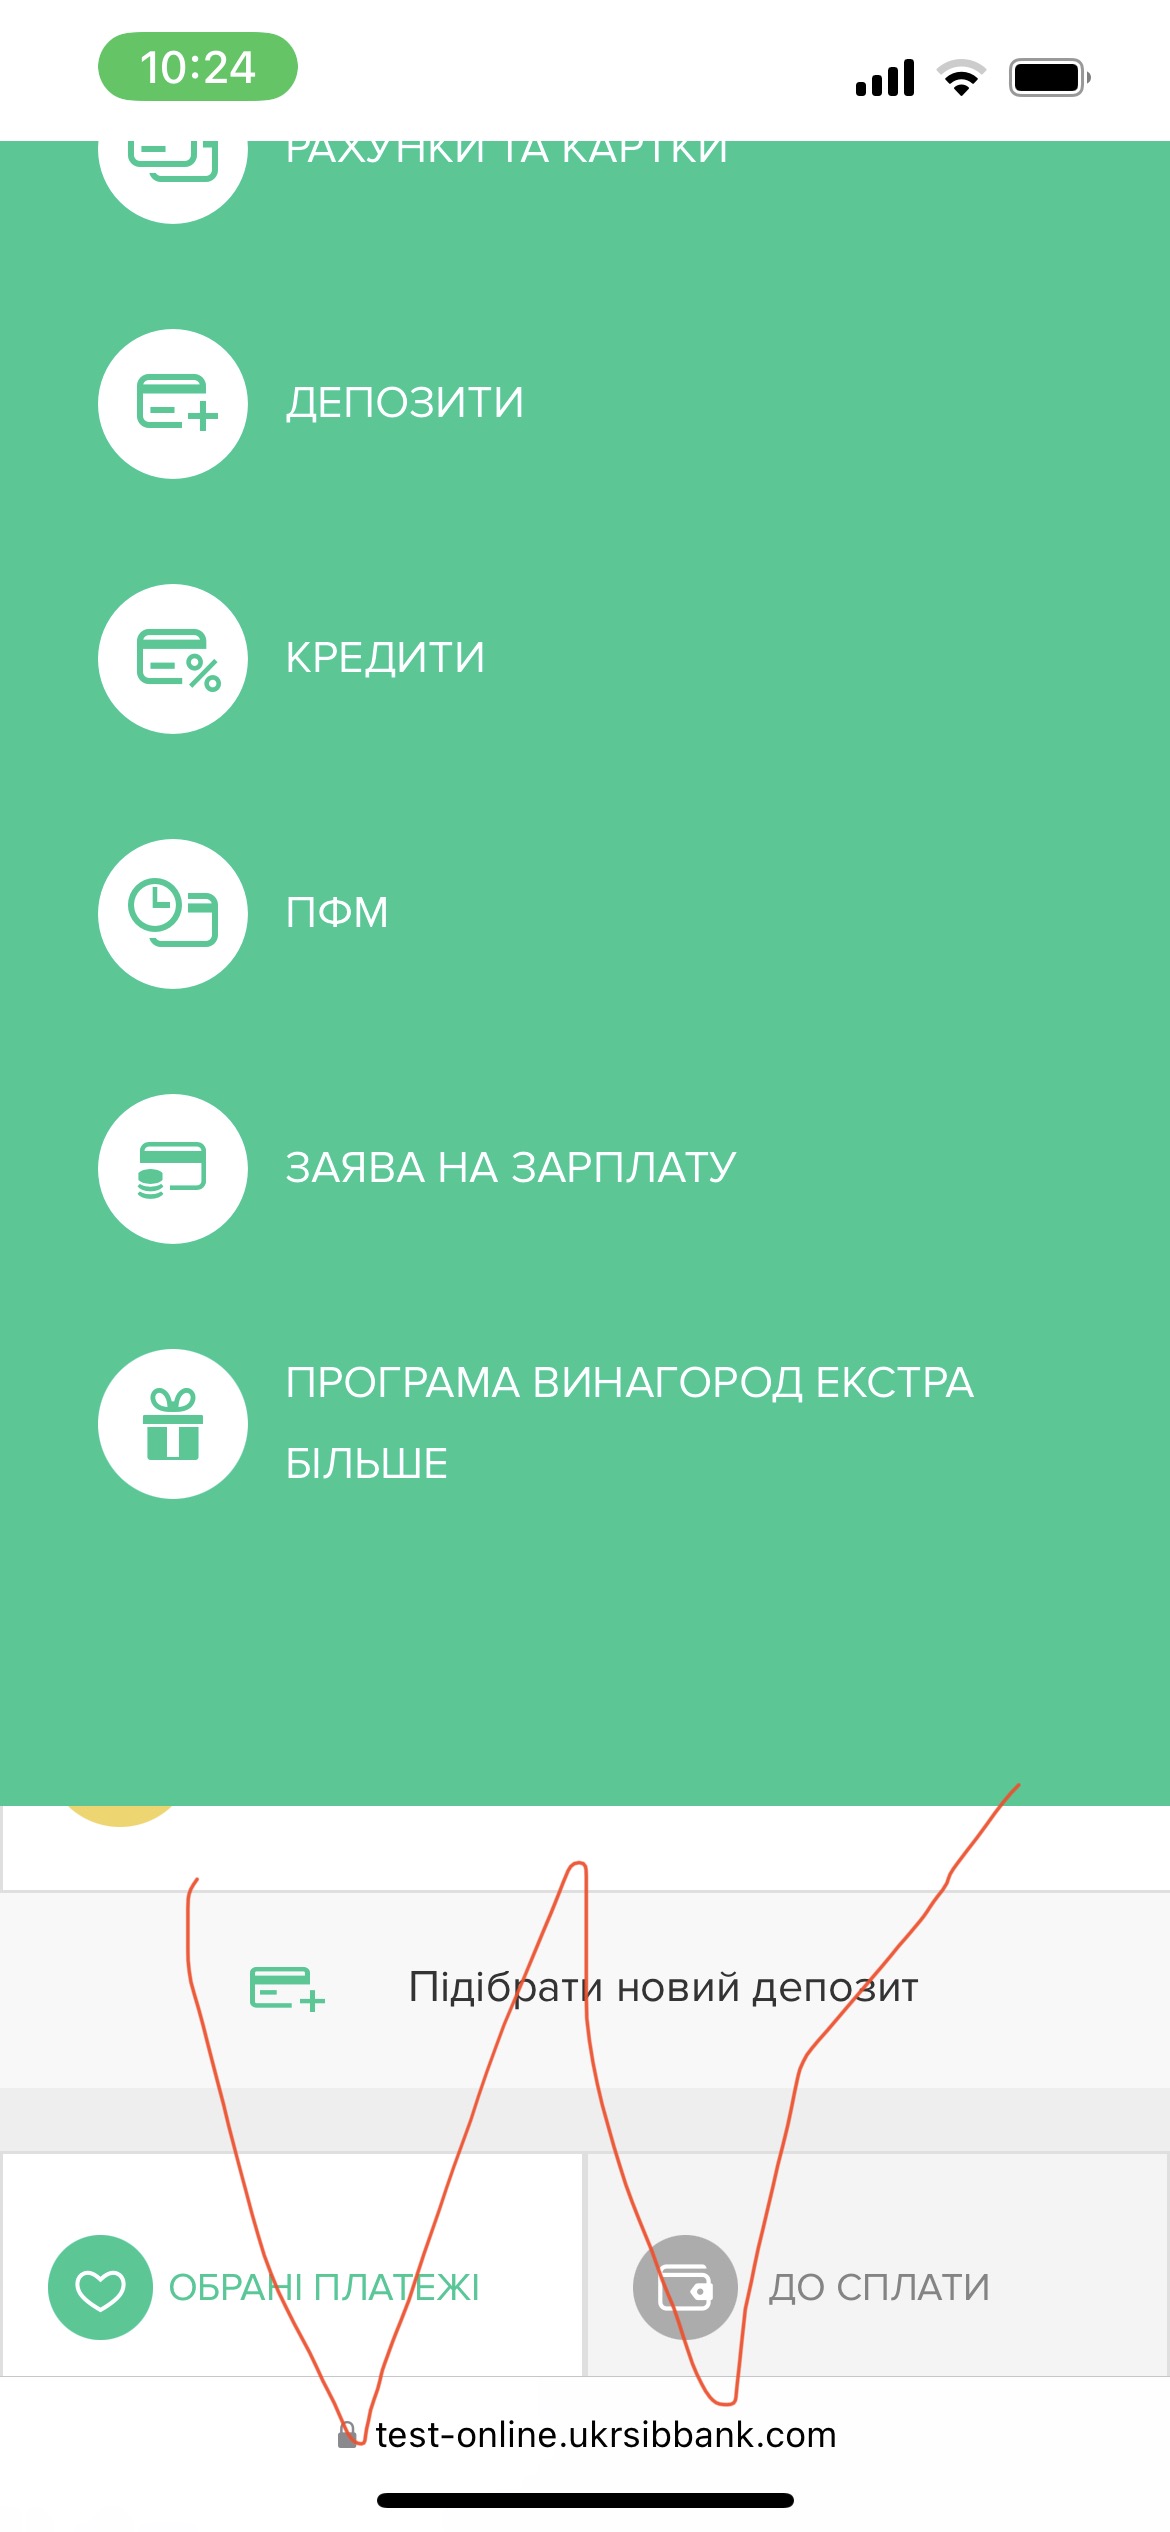 10:24
РАХУНКИ ТА КАРТКИ
ДЕПОЗИТИ
КРЕДИТИ
ПФМ
ЗАЯВА НА ЗАРПЛАТУ
ПРОГРАМА ВИНАГОРОД ЕКСТРА
БІЛЬШЕ
Підібрати новий депозит
ОБРАНІ ПЛАТЕЖІ
ДО СПЛАТИ
test-online.ukrsibbank.com